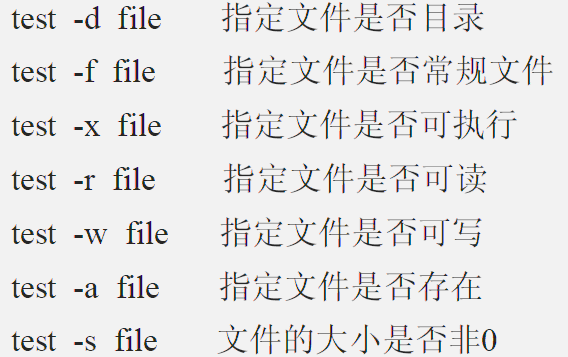 test -d file 指定文件是否目录
test -f file 指定文件是否常规文件
test -x file 指定文件是否可执行
test -r file 指定文件是否可读
test -w file 指定文件是否可写
test -a file 指定文件是否存在
test -s file 文件的大小是否非0